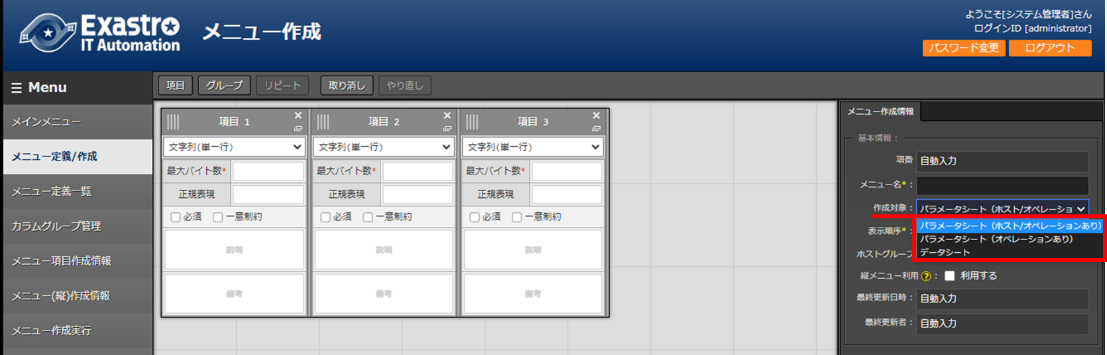 Exastro
IT Automation
メニュー作成
ようこそ[システム管理者]さん
ログインID [administrator]
パスワード変更
ログアウト
☰ Menu
メインメニュー
メニュー定義/作成
メニュー定義一覧
カラムグループ管理
メニュー項目作成情報
メニュー(縦)作成情報
メニュー作成実行
項目
グループ
リピート
取り消し
やり直し
項目 1
文字列(単一行)
最大バイト数*
正規表現
必須
一意制約
説明
備考
項目 2
文字列(単一行)
最大バイト数*
正規表現
必須
一意制約
説明
備考
項目 3
文字列(単一行)
最大バイト数*
正規表現
必須
一意制約
説明
備考
メニュー作成情報
基本情報：
項番
自動入力
メニュー名*：
作成対象：
パラメータシート（ホスト/オペレーショ
パラメータシート（ホスト/オペレーションあり）
パラメータシート（オペレーションあり）
データシート
表示順序*：
ホストグループ
縦メニュー利用 ?：
利用する
最終更新日時：
自動入力
最終更新者：
自動入力